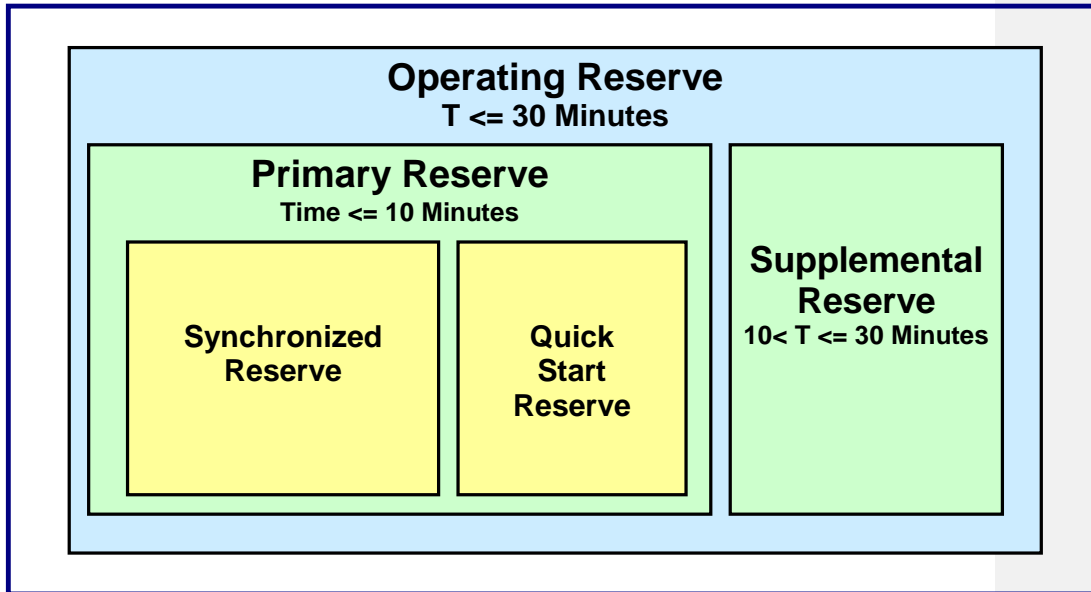 Operating Reserve
T <= 30 Minutes
Primary Reserve
Time <= 10 Minutes
Synchronized
Reserve
Quick
Start
Reserve
Supplemental
Reserve
10< T <= 30 Minutes